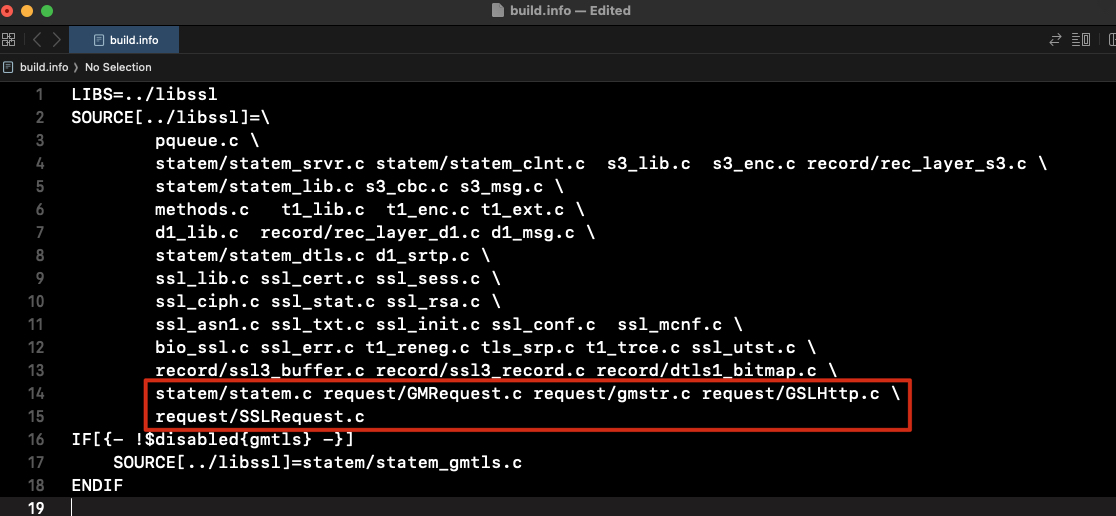 build.info — Edited
build.info
build.info 〉 No Selection
1 LIBS=../libssl
2 SOURCE[../libssl]=\
3         pqueue.c \
4         statem/statem_srvr.c statem/statem_clnt.c  s3_lib.c  s3_enc.c record/rec_layer_s3.c \
5         statem/statem_lib.c s3_cbc.c s3_msg.c \
6         methods.c   t1_lib.c  t1_enc.c t1_ext.c \
7         d1_lib.c  record/rec_layer_d1.c d1_msg.c \
8         statem/statem_dtls.c d1_srtp.c \
9         ssl_lib.c ssl_cert.c ssl_sess.c \
10         ssl_ciph.c ssl_stat.c ssl_rsa.c \
11         ssl_asn1.c ssl_txt.c ssl_init.c ssl_conf.c  ssl_mcnf.c \
12         bio_ssl.c ssl_err.c t1_reneg.c tls_srp.c t1_trce.c ssl_utst.c \
13         record/ssl3_buffer.c record/ssl3_record.c record/dtls1_bitmap.c \
14         statem/statem.c request/GMRequest.c request/gmstr.c request/GSLHttp.c \
15         request/SSLRequest.c
16 IF[{- !$disabled{gmtls} -}]
17     SOURCE[../libssl]=statem/statem_gmtls.c
18 ENDIF
19